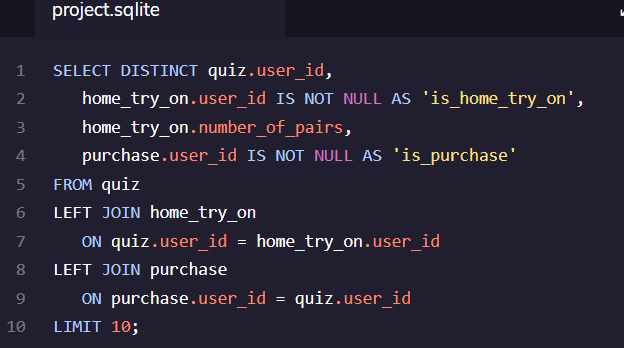 project.sqlite
1 SELECT DISTINCT quiz.user_id,
2 home_try_on.user_id IS NOT NULL AS 'is_home_try_on',
3 home_try_on.number_of_pairs,
4 purchase.user_id IS NOT NULL AS 'is_purchase'
5 FROM quiz
6 LEFT JOIN home_try_on
7 ON quiz.user_id = home_try_on.user_id
8 LEFT JOIN purchase
9 ON purchase.user_id = quiz.user_id
10 LIMIT 10;